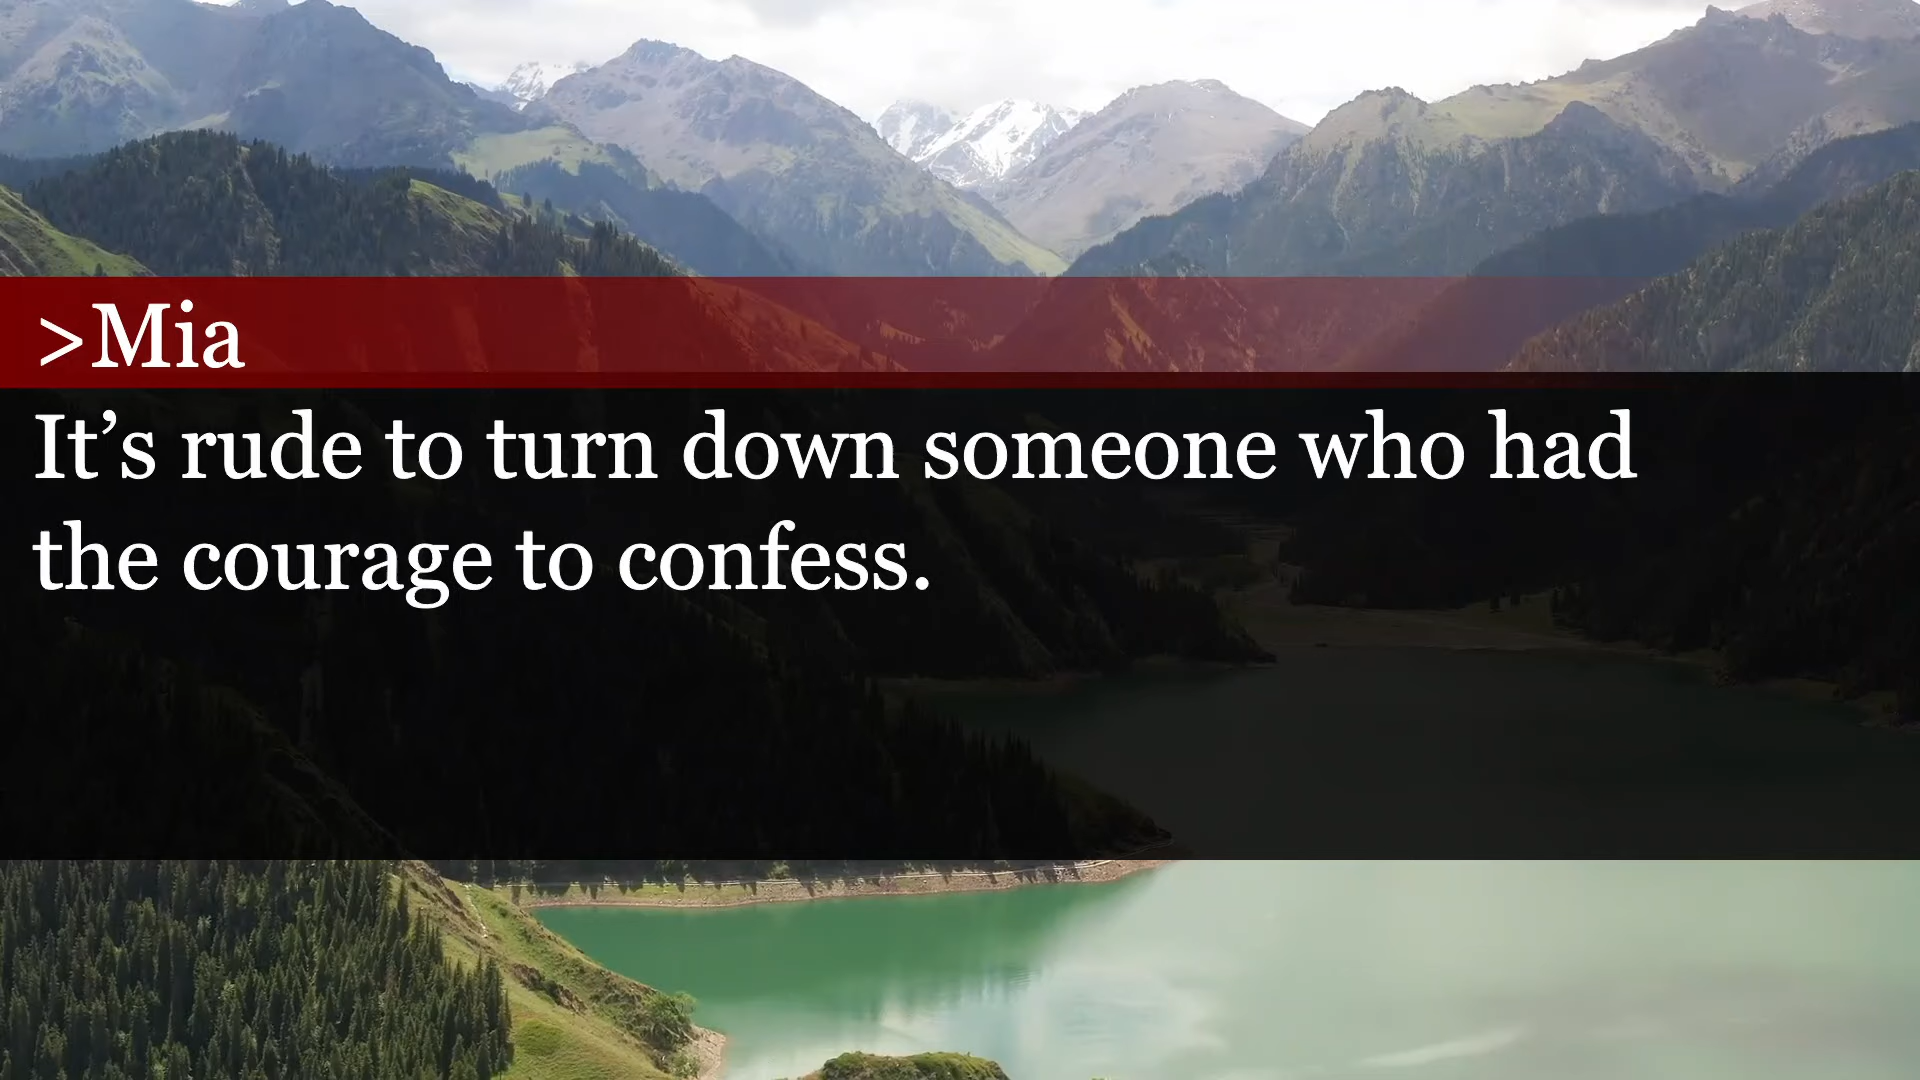 >Mia
It’s rude to turn down someone who had
the courage to confess.